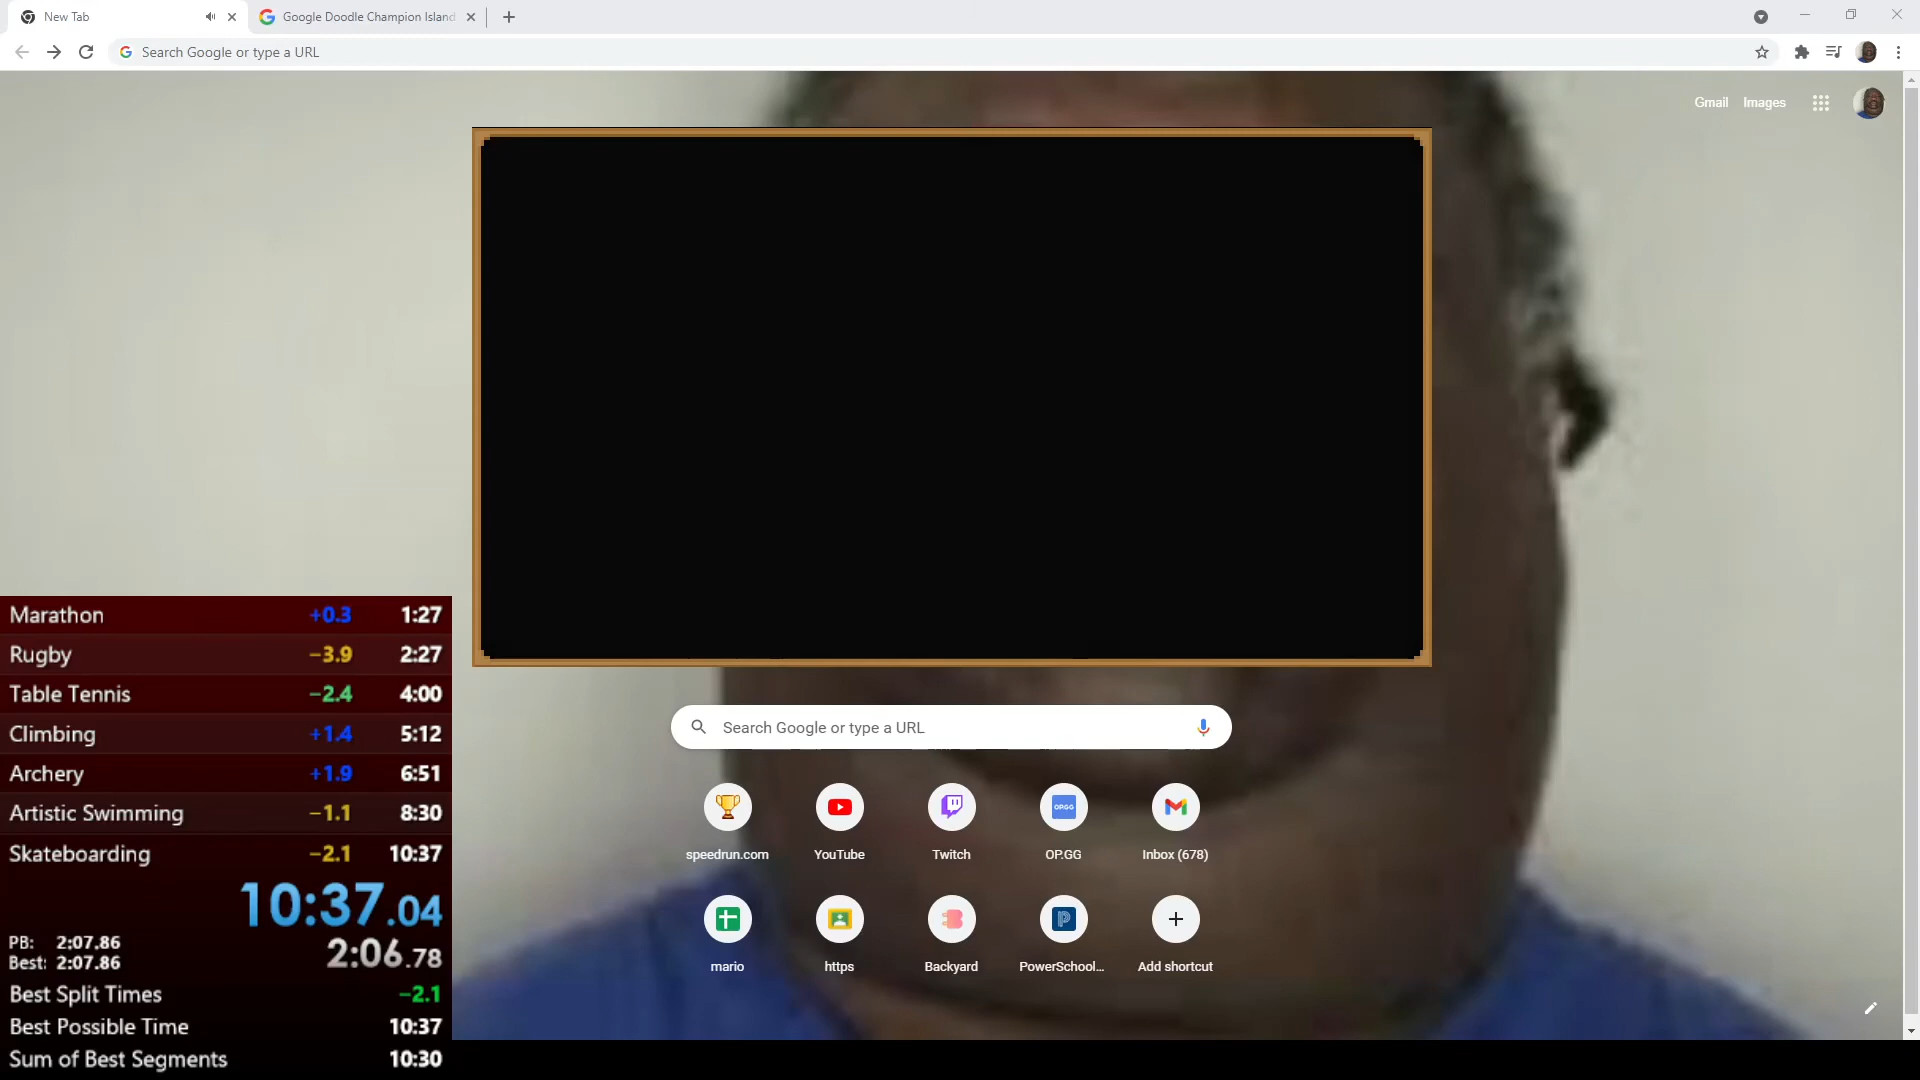 New Tab
Google Doodle Champion Island
Search Google or type a URL
Gmail Images
Marathon +0.3 1:27
Rugby −3.9 2:27
Table Tennis −2.4 4:00
Climbing +1.4 5:12
Archery +1.9 6:51
Artistic Swimming −1.1 8:30
Skateboarding −2.1 10:37
10:37.04
PB: 2:07.86
Best: 2:07.86
2:06.78
Best Split Times −2.1
Best Possible Time 10:37
Sum of Best Segments 10:30
Search Google or type a URL
OP.GG
speedrun.com YouTube Twitch OP.GG Inbox (678)
mario https Backyard PowerSchool... Add shortcut